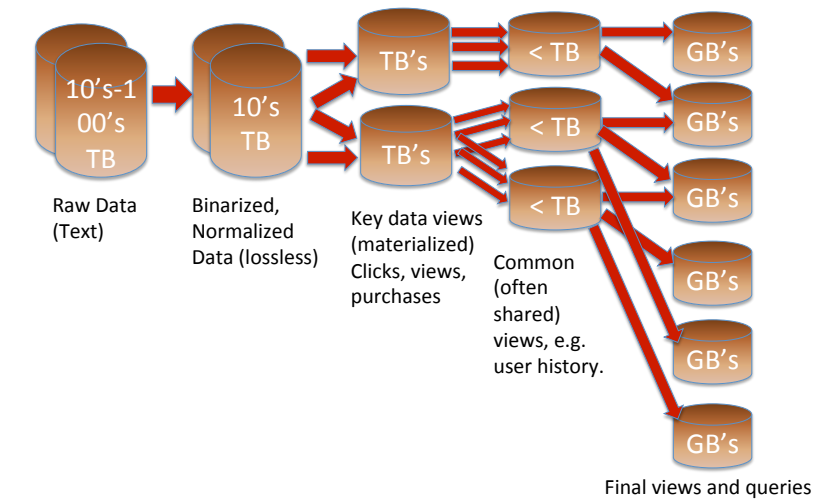 10's-1
00's
TB
10's
TB
TB's
TB's
< TB
< TB
< TB
GB's
GB's
GB's
GB's
GB's
GB's
Raw Data
(Text)
Binarized,
Normalized
Data (lossless)
Key data views
(materialized)
Clicks, views,
purchases
Common
(often
shared)
views, e.g.
user history.
Final views and queries